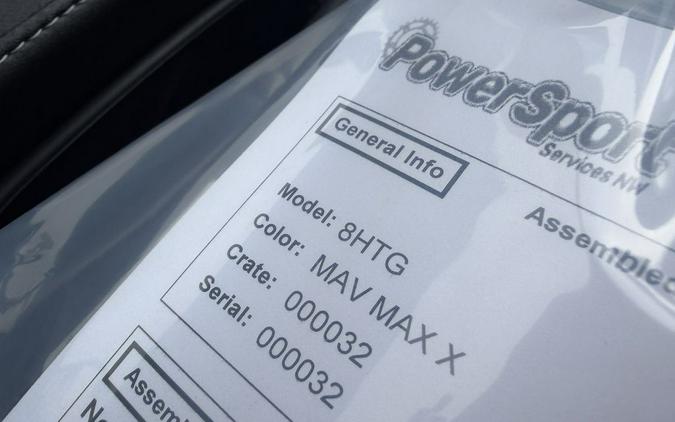 PowerSport
Services NW
General Info
Assembled
Model: 8HTG
Color: MAV MAX X
Crate: 000032
Serial: 000032